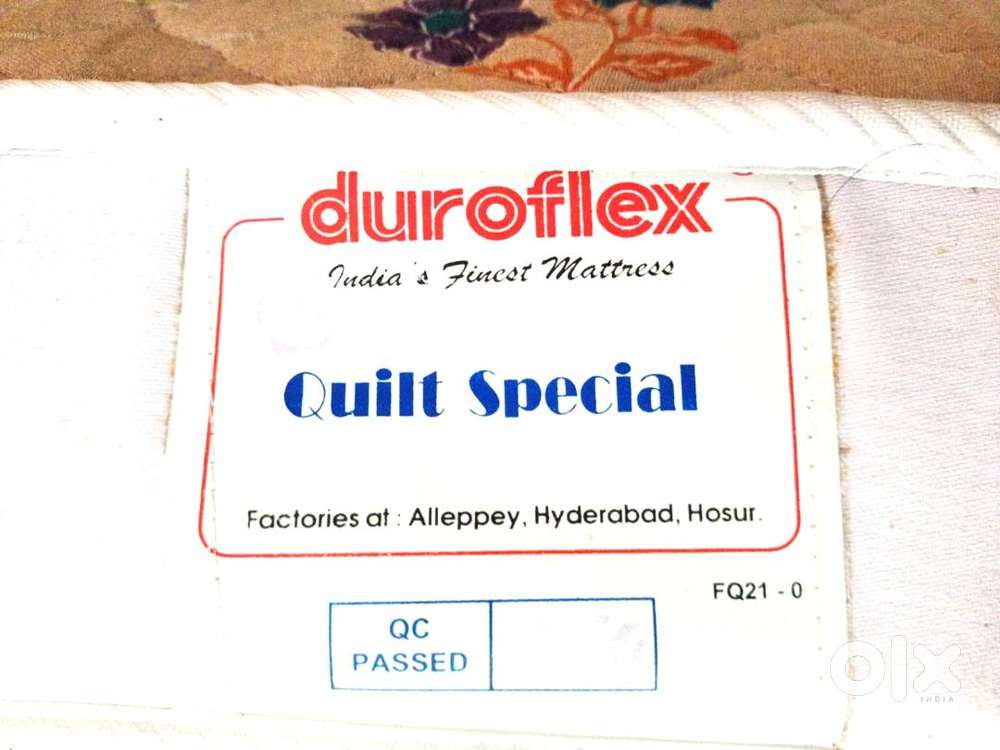 duroflex
India's Finest Mattress
Quilt Special
Factories at : Alleppey, Hyderabad, Hosur.
FQ21 - 0
QC
PASSED
olx
INDIA